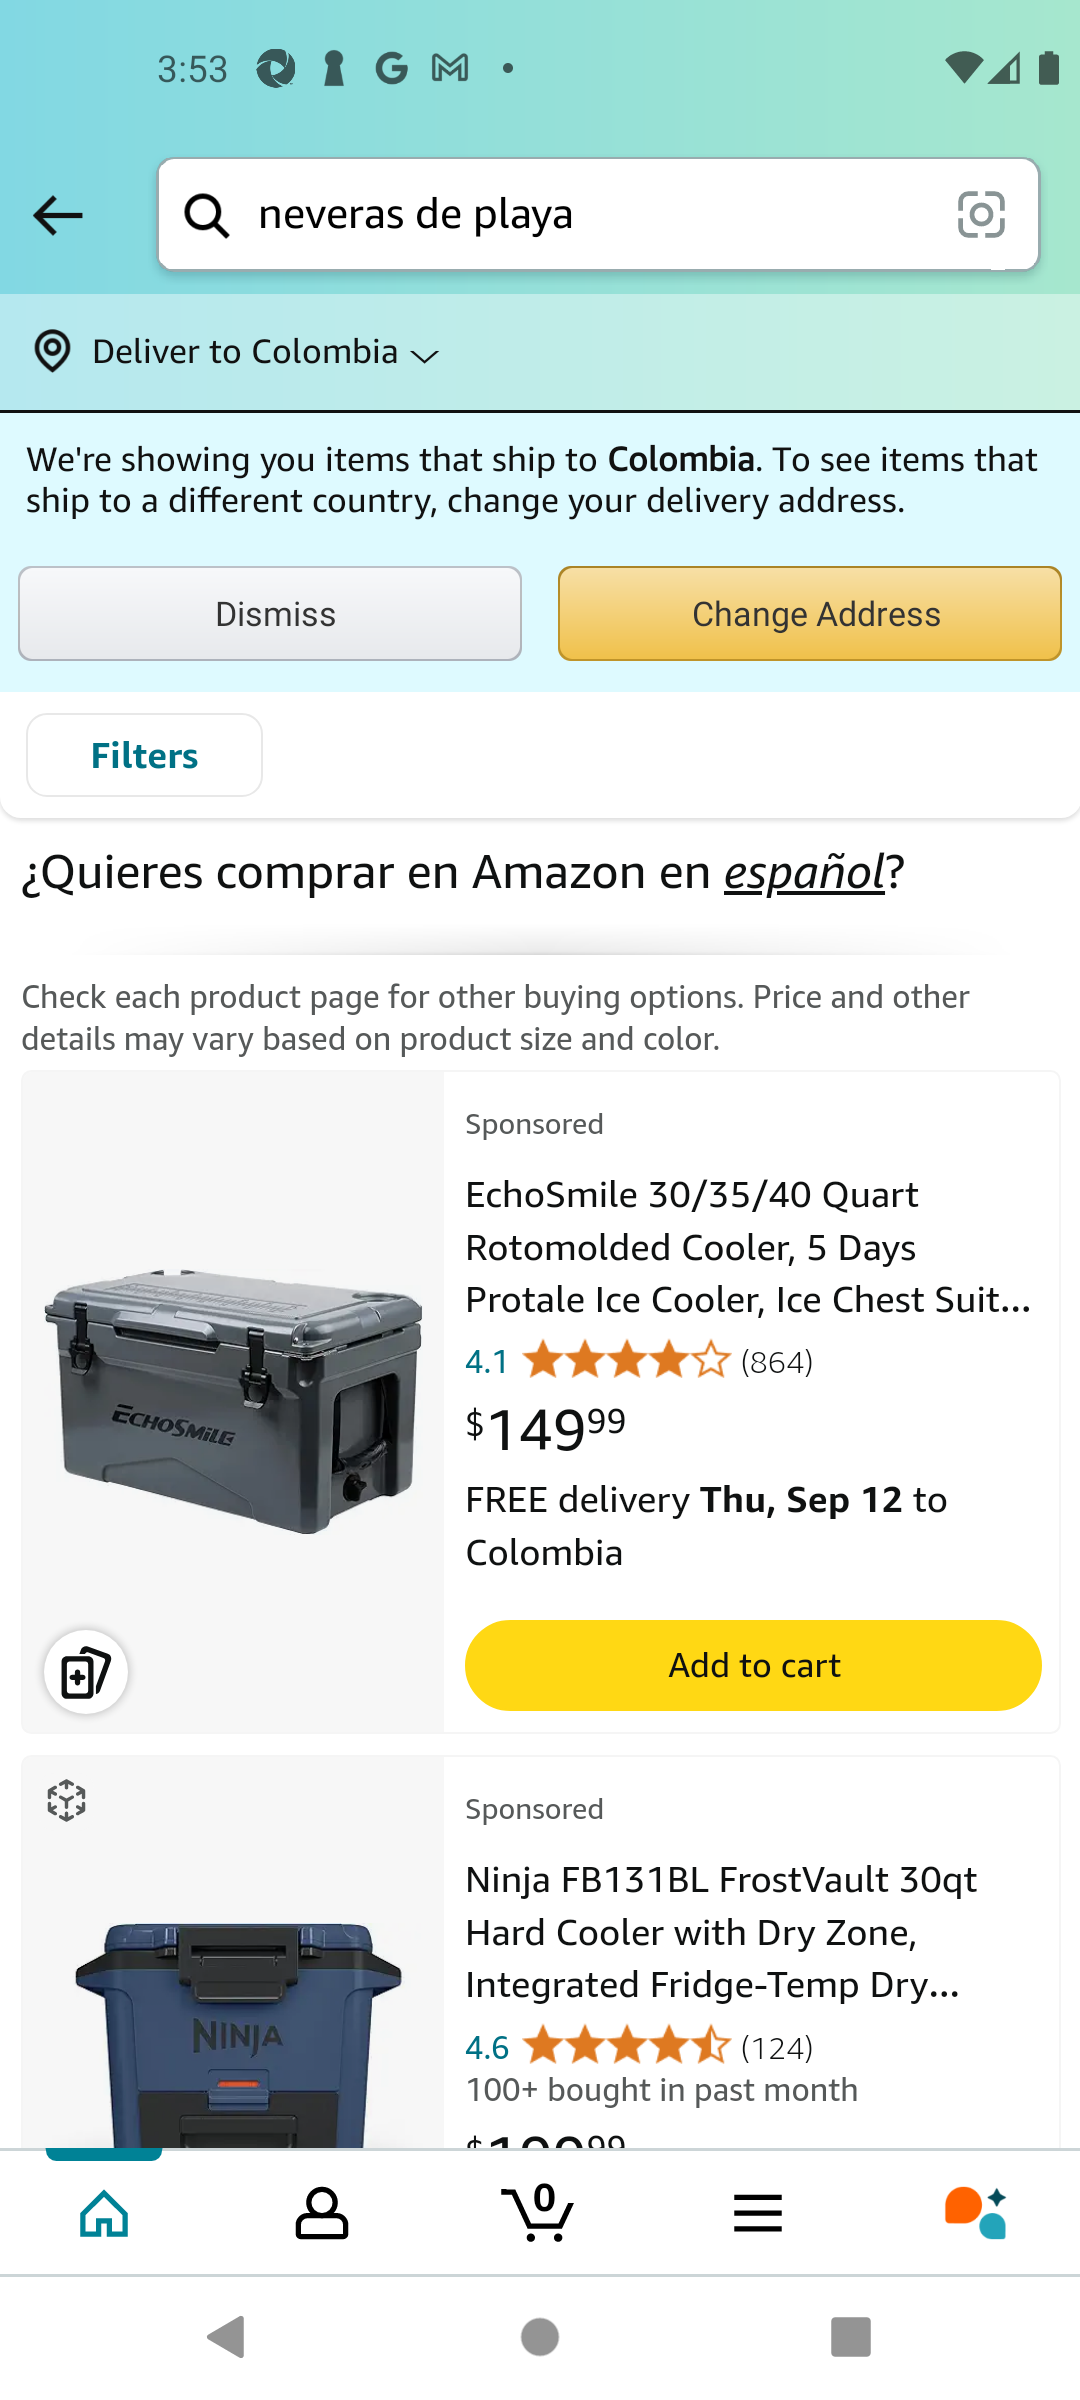 3:53
neveras de playa
Deliver to Colombia
We're showing you items that ship to Colombia. To see items that
ship to a different country, change your delivery address.
Dismiss
Change Address
Filters
¿Quieres comprar en Amazon en español?
Check each product page for other buying options. Price and other
details may vary based on product size and color.
Sponsored
EchoSmile 30/35/40 Quart
Rotomolded Cooler, 5 Days
Protale Ice Cooler, Ice Chest Suit...
4.1 (864)
$149.99
FREE delivery Thu, Sep 12 to
Colombia
Add to cart
ECHOSMILE
Sponsored
Ninja FB131BL FrostVault 30qt
Hard Cooler with Dry Zone,
Integrated Fridge-Temp Dry...
4.6 (124)
100+ bought in past month
NINJA
0